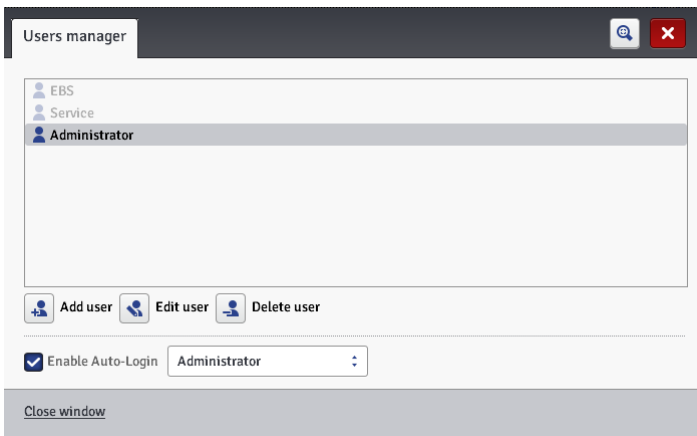 Users manager
EBS
Service
Administrator
Add user Edit user Delete user
Enable Auto-Login Administrator
Close window